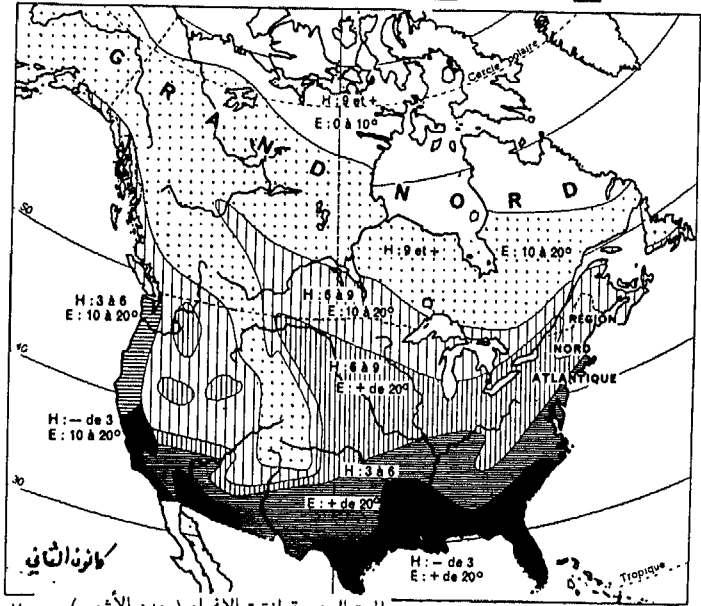 Cercle polaire
GRAND NORD
H : 9 et +
E : 0 à 10°
H : 9 et +
E : 10 à 20°
50
H : 3 à 6
E : 10 à 20°
H : 6 à 9
E : 10 à 20°
RÉGION
NORD
ATLANTIQUE
40
H : 6 à 9
E : + de 20°
H : — de 3
E : 10 à 20°
H : 3 à 6
30
E : + de 20°
كانون الثاني
H : — de 3
E : + de 20°
Tropique